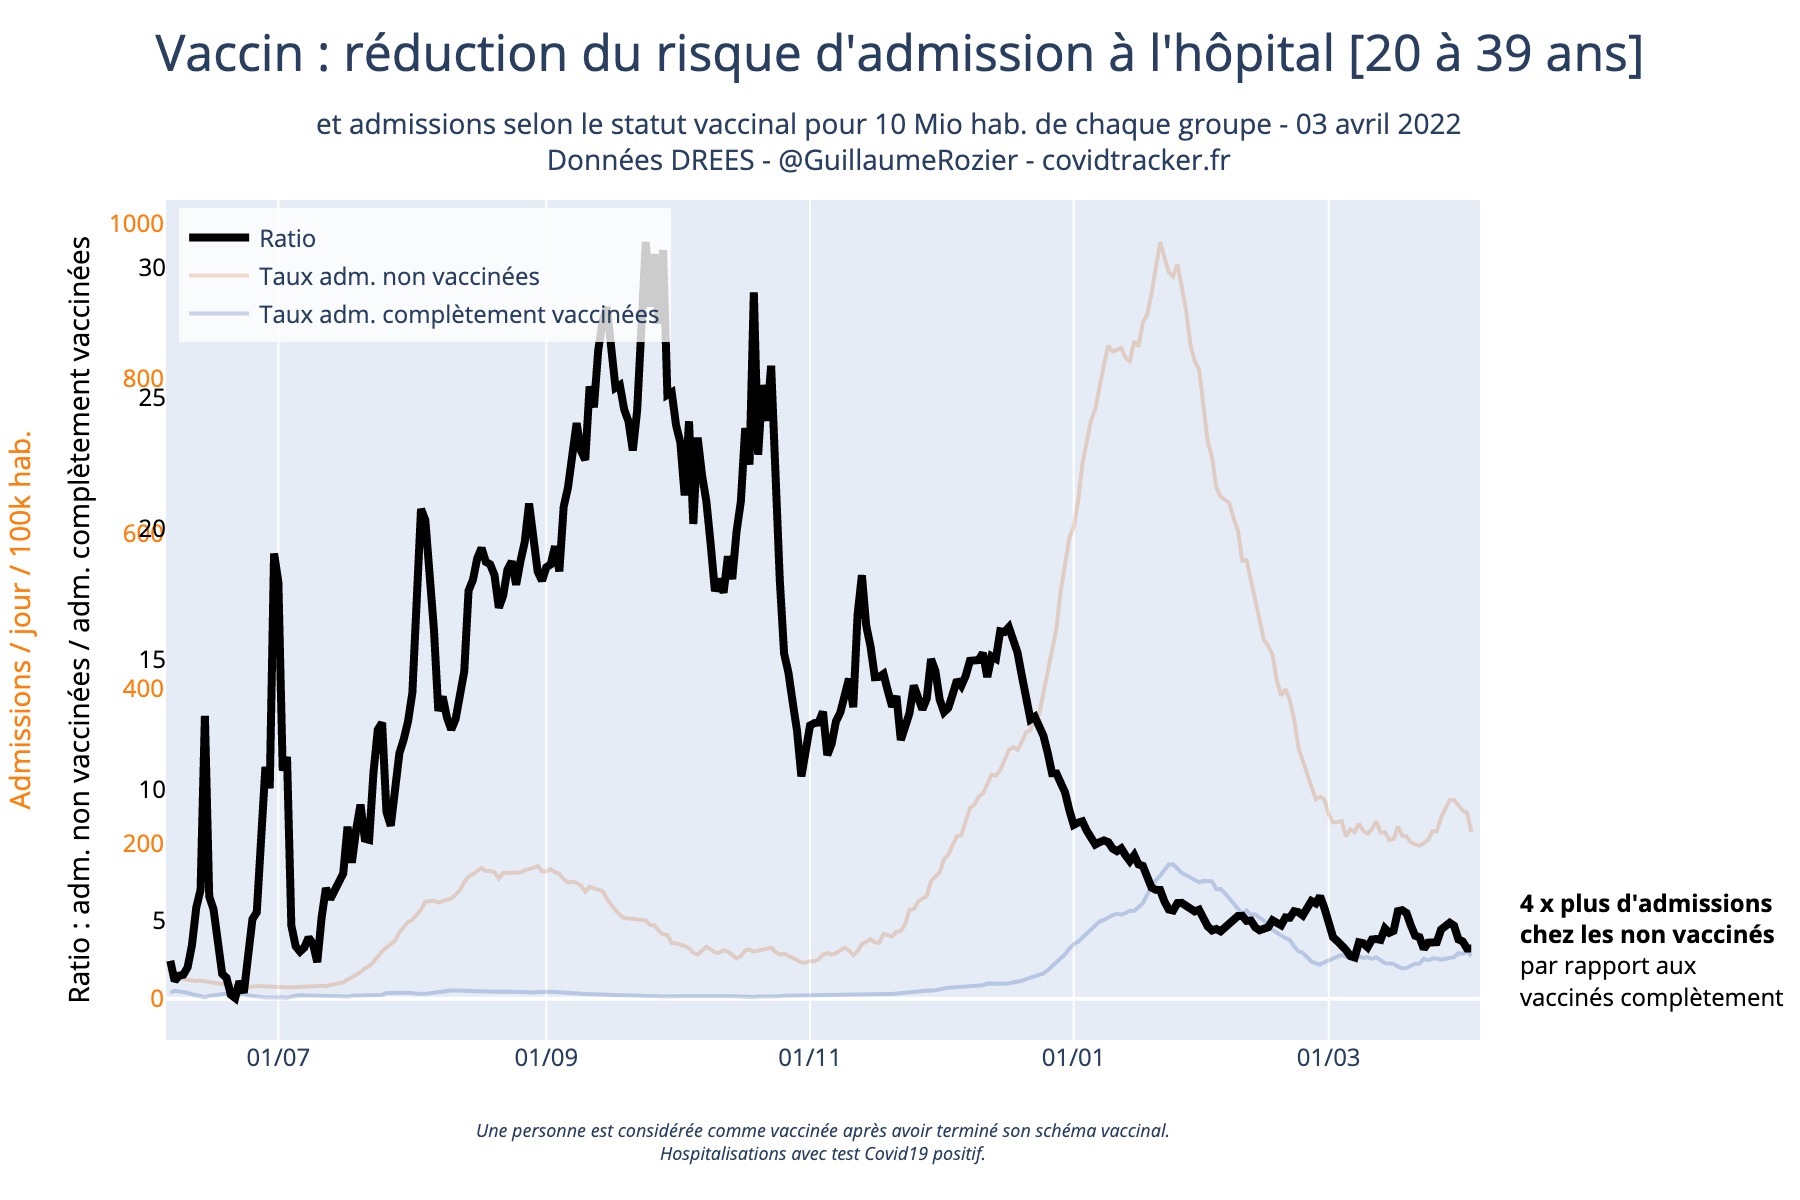 Vaccin : réduction du risque d'admission à l'hôpital [20 à 39 ans]
et admissions selon le statut vaccinal pour 10 Mio hab. de chaque groupe - 03 avril 2022
Données DREES - @GuillaumeRozier - covidtracker.fr
Admissions / jour / 100k hab.
Ratio : adm. non vaccinées / adm. complètement vaccinées
1000
800
600
400
200
0
30
25
20
15
10
5
Ratio
Taux adm. non vaccinées
Taux adm. complètement vaccinées
4 x plus d'admissions
chez les non vaccinés
par rapport aux
vaccinés complètement
01/07
01/09
01/11
01/01
01/03
Une personne est considérée comme vaccinée après avoir terminé son schéma vaccinal.
Hospitalisations avec test Covid19 positif.